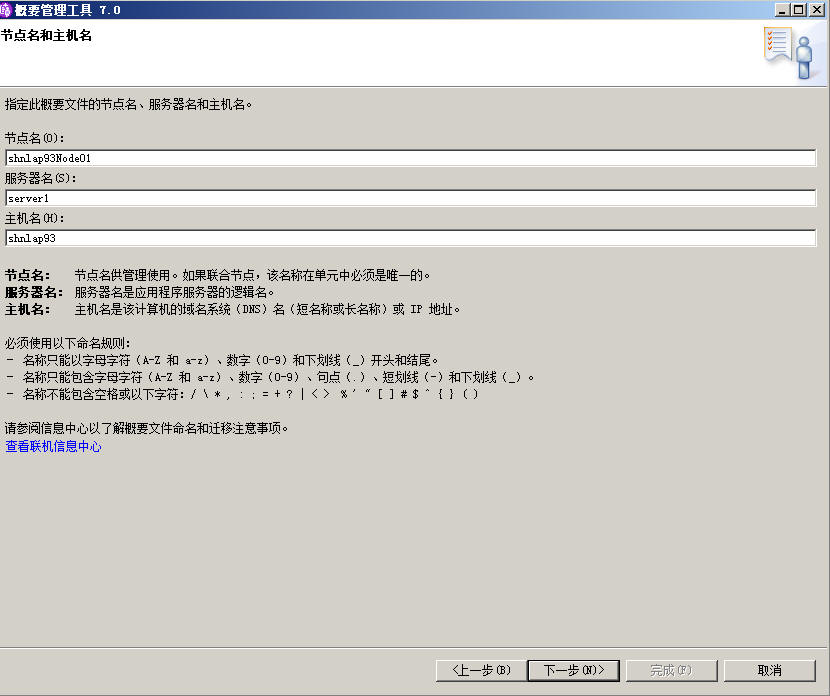 概要管理工具 7.0
节点名和主机名
指定此概要文件的节点名、服务器名和主机名。
节点名(O):
shnlap93Node01
服务器名(S):
server1
主机名(H):
shnlap93
节点名: 节点名供管理使用。如果联合节点，该名称在单元中必须是唯一的。
服务器名: 服务器名是应用程序服务器的逻辑名。
主机名: 主机名是该计算机的域名系统（DNS）名（短名称或长名称）或 IP 地址。
必须使用以下命名规则:
- 名称只能以字母字符（A-Z 和 a-z）、数字（0-9）和下划线（_）开头和结尾。
- 名称只能包含字母字符（A-Z 和 a-z）、数字（0-9）、句点（.）、短划线（-）和下划线（_）。
- 名称不能包含空格或以下字符: / \ * , : ; = + ? | < > % ' " [ ] # $ ^ { } ( )
请参阅信息中心以了解概要文件命名和迁移注意事项。
查看联机信息中心
<上一步(B) 下一步(N)> 完成(F) 取消